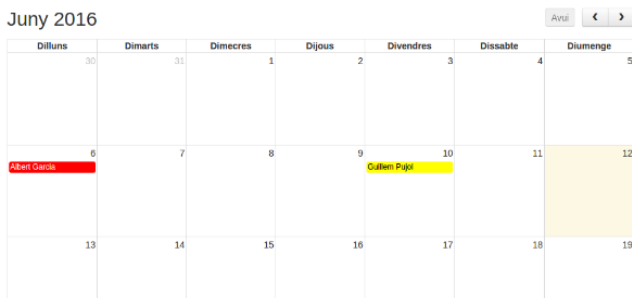 Juny 2016 Avui
Dilluns Dimarts Dimecres Dijous Divendres Dissabte Diumenge
30 31 1 2 3 4 5
6 7 8 9 10 11 12
Albert Garcia Guillem Pujol
13 14 15 16 17 18 19